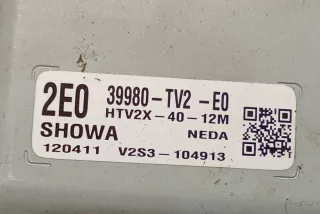 2E0 39980-TV2-E0
HTV2X-40-12M
SHOWA NEDA
120411 V2S3-104913